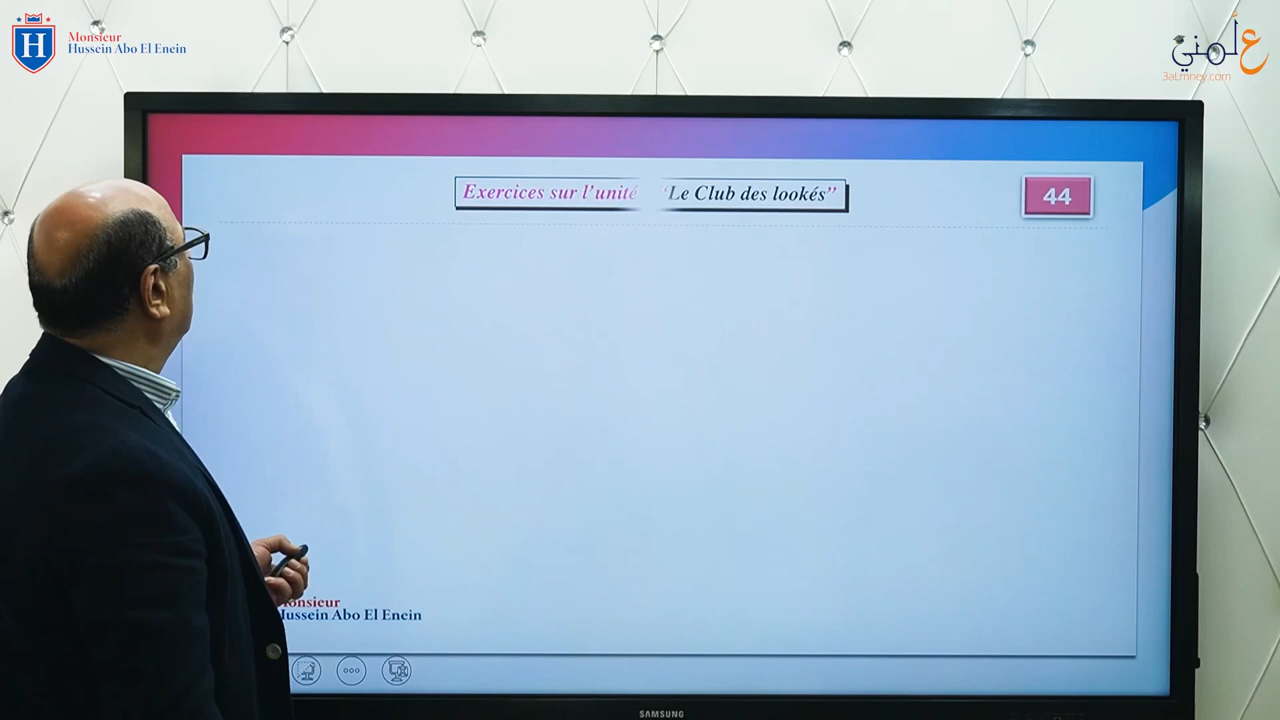 Monsieur
Hussein Abo El Enein
علمني
3aLmney.com
Exercices sur l'unité "Le Club des lookés"
44
Monsieur
Hussein Abo El Enein
SAMSUNG